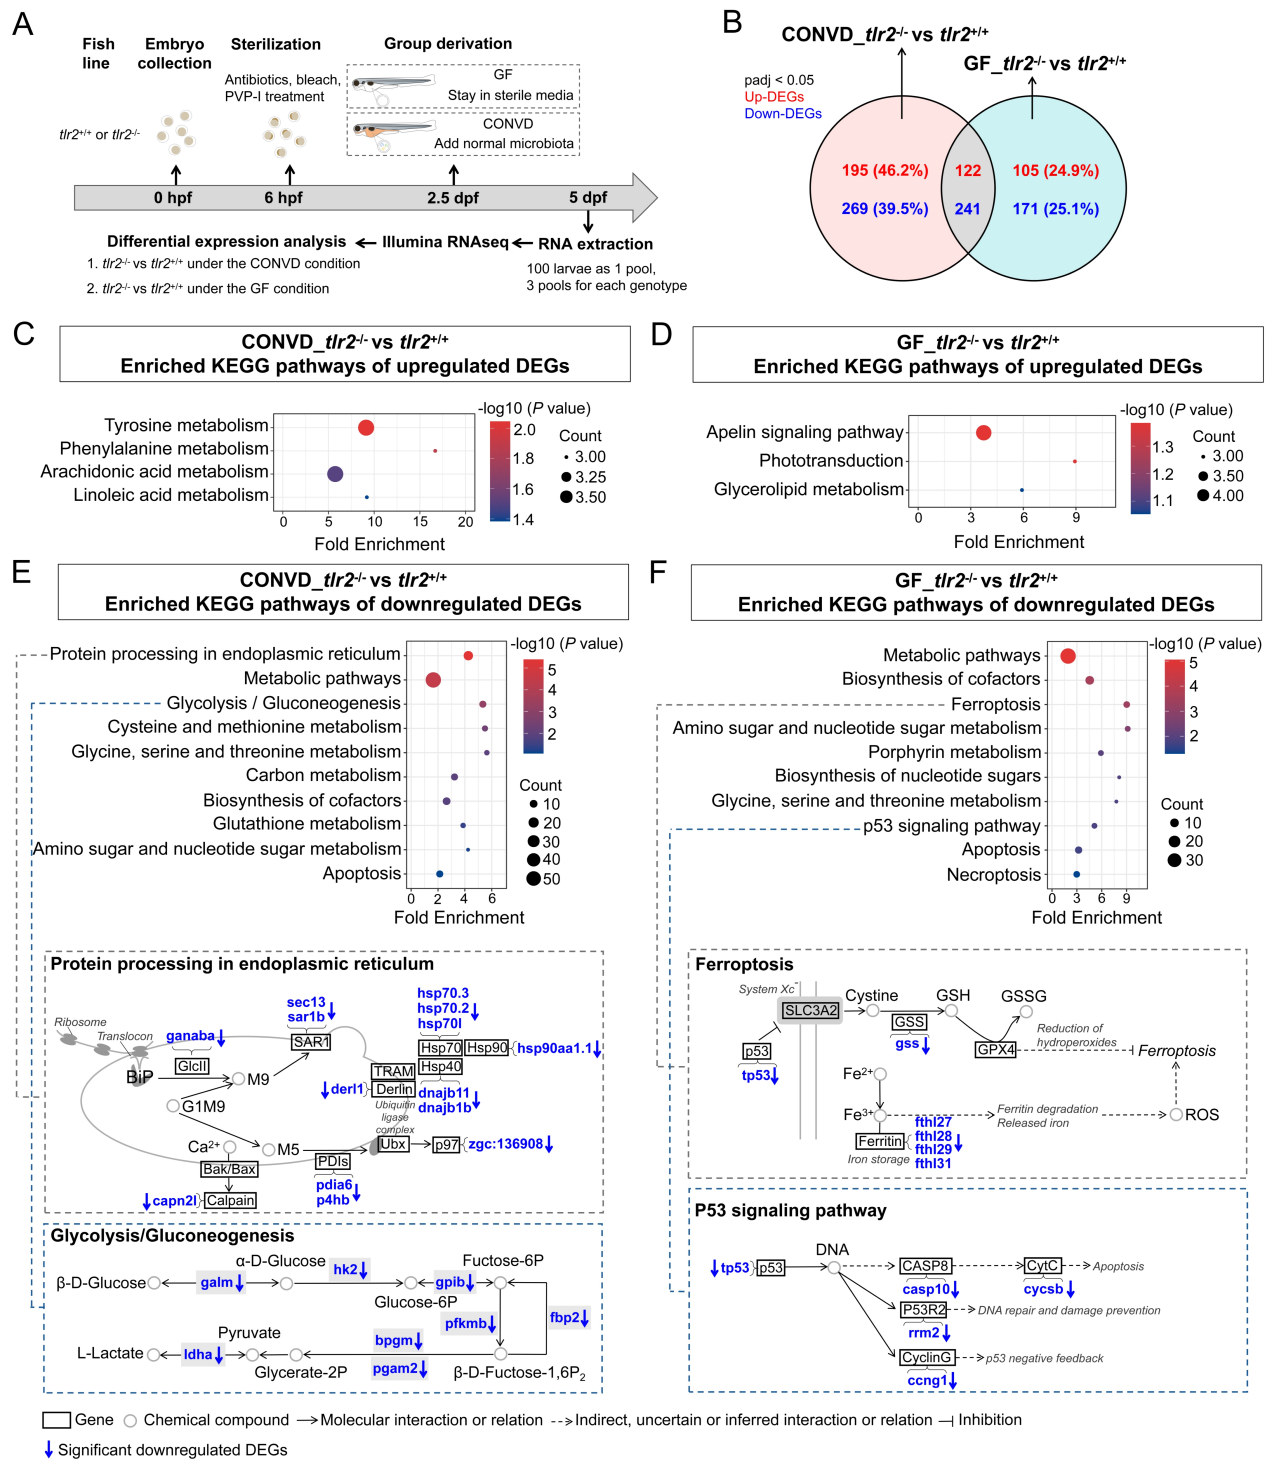 A
Fish line
Embryo collection
Sterilization
Group derivation
Antibiotics, bleach, PVP-I treatment
GF
Stay in sterile media
CONVD
Add normal microbiota
tlr2+/+ or tlr2-/-
0 hpf
6 hpf
2.5 dpf
5 dpf
Differential expression analysis
Illumina RNAseq
RNA extraction
1. tlr2-/- vs tlr2+/+ under the CONVD condition
2. tlr2-/- vs tlr2+/+ under the GF condition
100 larvae as 1 pool,
3 pools for each genotype
B
CONVD_tlr2-/- vs tlr2+/+
GF_tlr2-/- vs tlr2+/+
padj < 0.05
Up-DEGs
Down-DEGs
195 (46.2%)
122
105 (24.9%)
269 (39.5%)
241
171 (25.1%)
C
CONVD_tlr2-/- vs tlr2+/+
Enriched KEGG pathways of upregulated DEGs
Tyrosine metabolism
Phenylalanine metabolism
Arachidonic acid metabolism
Linoleic acid metabolism
0 5 10 15 20
Fold Enrichment
-log10 (P value)
2.0
1.8
1.6
1.4
Count
3.00
3.25
3.50
D
GF_tlr2-/- vs tlr2+/+
Enriched KEGG pathways of upregulated DEGs
Apelin signaling pathway
Phototransduction
Glycerolipid metabolism
0 3 6 9
Fold Enrichment
-log10 (P value)
1.3
1.2
1.1
Count
3.00
3.50
4.00
E
CONVD_tlr2-/- vs tlr2+/+
Enriched KEGG pathways of downregulated DEGs
Protein processing in endoplasmic reticulum
Metabolic pathways
Glycolysis / Gluconeogenesis
Cysteine and methionine metabolism
Glycine, serine and threonine metabolism
Carbon metabolism
Biosynthesis of cofactors
Glutathione metabolism
Amino sugar and nucleotide sugar metabolism
Apoptosis
0 2 4 6
Fold Enrichment
-log10 (P value)
5
4
3
2
Count
10
20
30
40
50
Protein processing in endoplasmic reticulum
Ribosome
Translocon
ganaba
GlcII
BiP
M9
G1M9
sec13
sar1b
SAR1
hsp70.3
hsp70.2
hsp70l
Hsp70
Hsp90
hsp90aa1.1
Hsp40
TRAM
derl1
Derlin
dnajb11
dnajb1b
Ubiquitin
ligase
complex
Ca2+
M5
Ubx
p97
zgc:136908
Bak/Bax
PDIs
pdia6
p4hb
capn2l
Calpain
Glycolysis/Gluconeogenesis
β-D-Glucose
galm
α-D-Glucose
hk2
Glucose-6P
gpib
Fuctose-6P
pfkmb
fbp2
L-Lactate
ldha
Pyruvate
Glycerate-2P
bpgm
pgam2
β-D-Fuctose-1,6P2
F
GF_tlr2-/- vs tlr2+/+
Enriched KEGG pathways of downregulated DEGs
Metabolic pathways
Biosynthesis of cofactors
Ferroptosis
Amino sugar and nucleotide sugar metabolism
Porphyrin metabolism
Biosynthesis of nucleotide sugars
Glycine, serine and threonine metabolism
p53 signaling pathway
Apoptosis
Necroptosis
0 3 6 9
Fold Enrichment
-log10 (P value)
5
4
3
2
Count
10
20
30
Ferroptosis
System Xc-
SLC3A2
Cystine
GSH
GSSG
GSS
gss
GPX4
Reduction of
hydroperoxides
Ferroptosis
p53
tp53
Fe2+
Fe3+
Ferritin
Iron storage
fthl27
fthl28
fthl29
fthl31
Ferritin degradation
Released iron
ROS
P53 signaling pathway
tp53
p53
DNA
CASP8
casp10
CytC
cycsb
Apoptosis
P53R2
rrm2
DNA repair and damage prevention
CyclinG
ccng1
p53 negative feedback
Gene
Chemical compound
Molecular interaction or relation
Indirect, uncertain or inferred interaction or relation
Inhibition
Significant downregulated DEGs